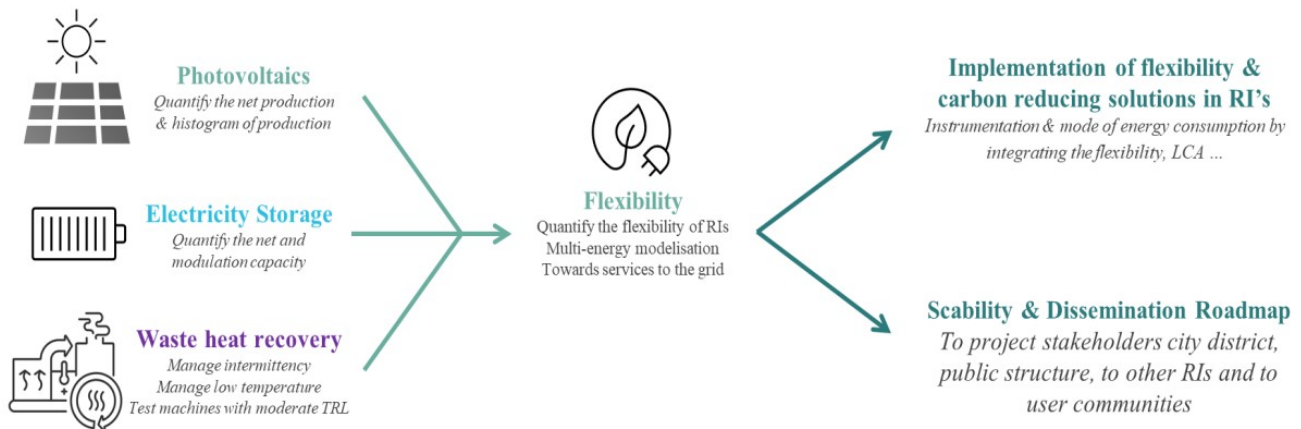 Photovoltaics
Quantify the net production
& histogram of production
Electricity Storage
Quantify the net and
modulation capacity
Waste heat recovery
Manage intermittency
Manage low temperature
Test machines with moderate TRL
Flexibility
Quantify the flexibility of RIs
Multi-energy modelisation
Towards services to the grid
Implementation of flexibility &
carbon reducing solutions in RI's
Instrumentation & mode of energy consumption by
integrating the flexibility, LCA ...
Scability & Dissemination Roadmap
To project stakeholders city district,
public structure, to other RIs and to
user communities